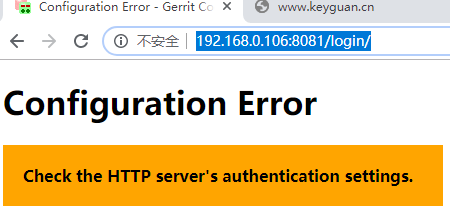 Configuration Error - Gerrit Co
www.keyguan.cn
不安全
192.168.0.106:8081/login/
Configuration Error
Check the HTTP server's authentication settings.